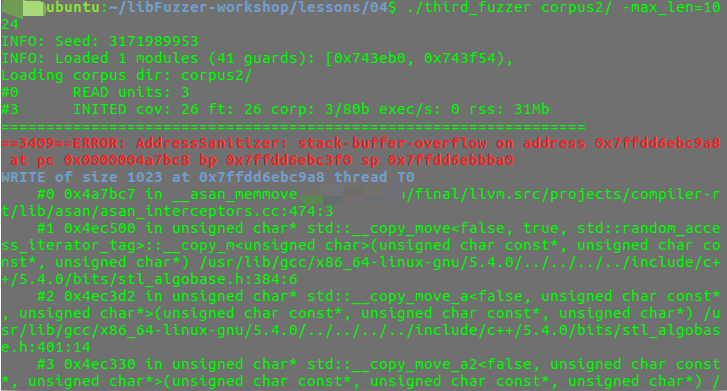 ubuntu:~/libFuzzer-workshop/lessons/04$ ./third_fuzzer corpus2/ -max_len=10
24
INFO: Seed: 3171989953
INFO: Loaded 1 modules (41 guards): [0x743eb0, 0x743f54),
Loading corpus dir: corpus2/
#0 READ units: 3
#3 INITED cov: 26 ft: 26 corp: 3/80b exec/s: 0 rss: 31Mb
=================================================================
==3409==ERROR: AddressSanitizer: stack-buffer-overflow on address 0x7ffdd6ebc9a8
at pc 0x0000004a7bc8 bp 0x7ffdd6ebc3f0 sp 0x7ffdd6ebbba0
WRITE of size 1023 at 0x7ffdd6ebc9a8 thread T0
#0 0x4a7bc7 in __asan_memmove /final/llvm.src/projects/compiler-r
t/lib/asan/asan_interceptors.cc:474:3
#1 0x4ec500 in unsigned char* std::__copy_move<false, true, std::random_acce
ss_iterator_tag>::__copy_m<unsigned char>(unsigned char const*, unsigned char co
nst*, unsigned char*) /usr/lib/gcc/x86_64-linux-gnu/5.4.0/../../../../include/c+
+/5.4.0/bits/stl_algobase.h:384:6
#2 0x4ec3d2 in unsigned char* std::__copy_move_a<false, unsigned char const*
, unsigned char*>(unsigned char const*, unsigned char const*, unsigned char*) /u
sr/lib/gcc/x86_64-linux-gnu/5.4.0/../../../../include/c++/5.4.0/bits/stl_algobas
e.h:401:14
#3 0x4ec330 in unsigned char* std::__copy_move_a2<false, unsigned char const
*, unsigned char*>(unsigned char const*, unsigned char const*, unsigned char*) /